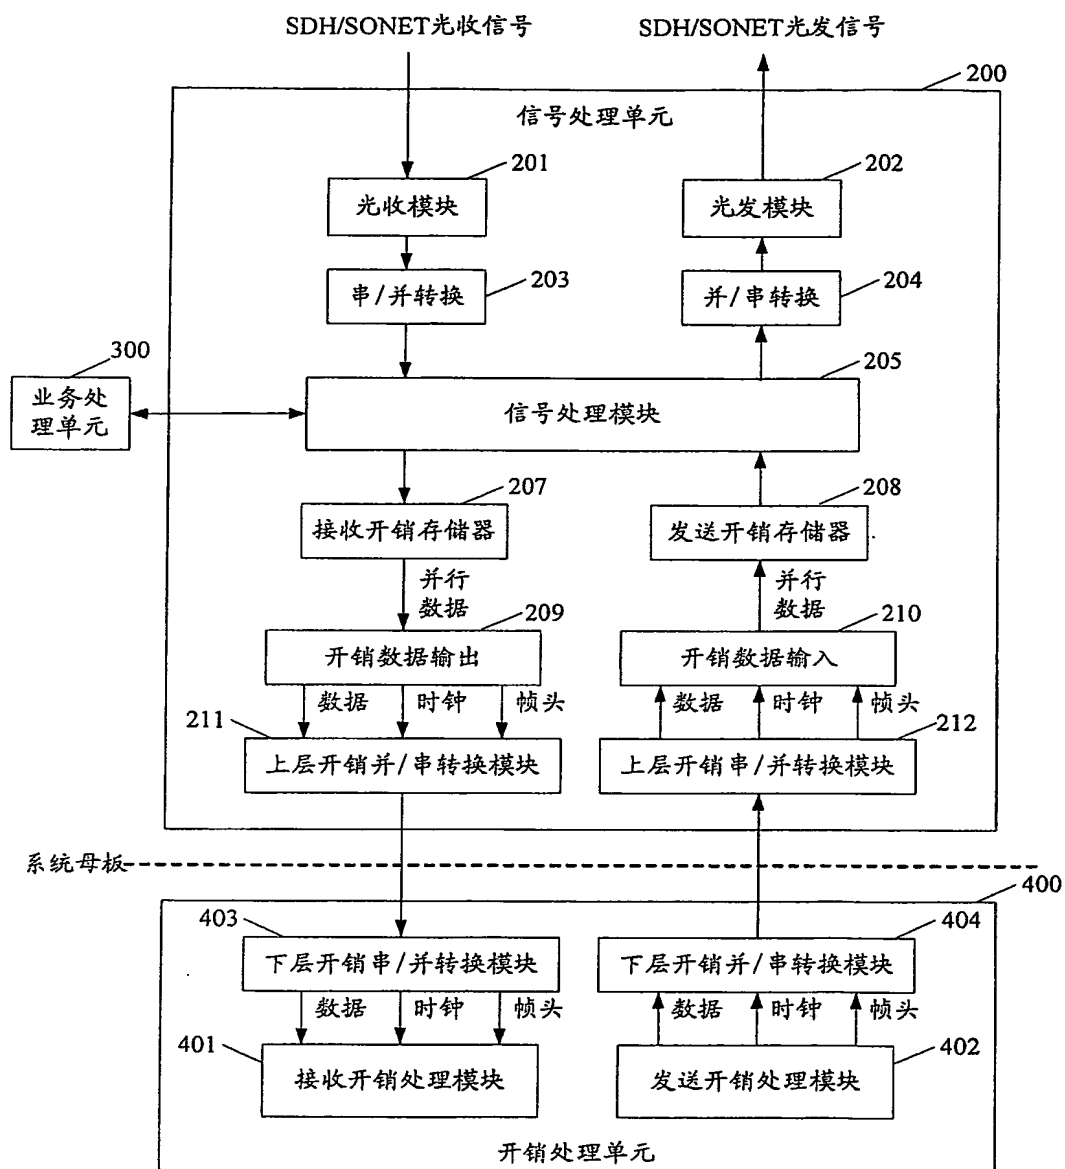 SDH/SONET光收信号
SDH/SONET光发信号
200
信号处理单元
201
202
光收模块
光发模块
203
204
串/并转换
并/串转换
300
205
业务处
理单元
信号处理模块
207
208
接收开销存储器
发送开销存储器
并行
数据
并行
数据
209
210
开销数据输出
开销数据输入
数据
时钟
帧头
数据
时钟
帧头
211
212
上层开销并/串转换模块
上层开销串/并转换模块
系统母板
400
403
404
下层开销串/并转换模块
下层开销并/串转换模块
数据
时钟
帧头
数据
时钟
帧头
401
402
接收开销处理模块
发送开销处理模块
开销处理单元